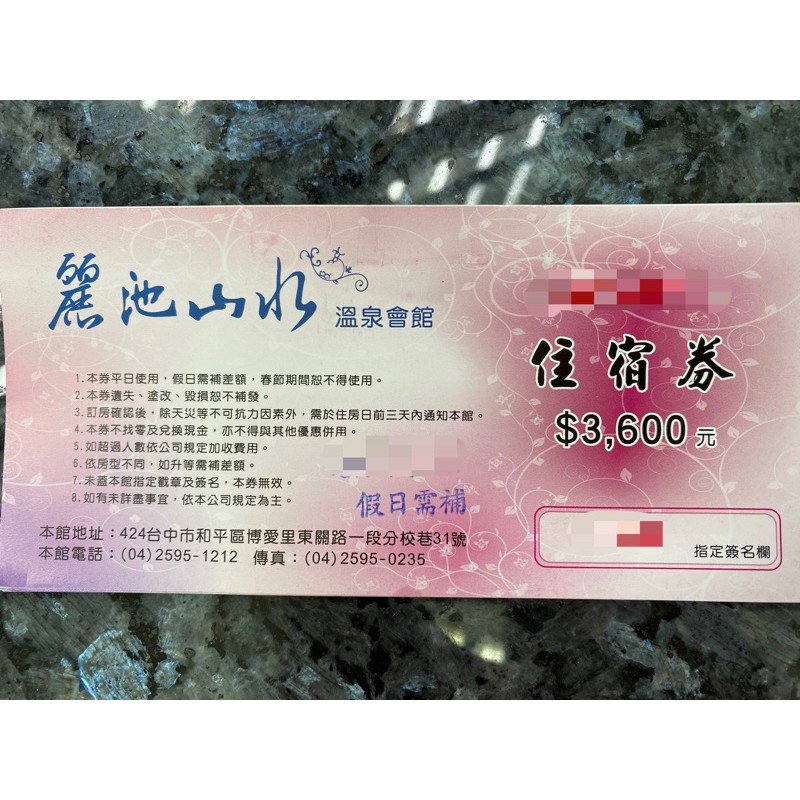 麗池山水 溫泉會館
住宿券
$3,600元
1.本券平日使用，假日需補差額，春節期間恕不得使用。
2.本券遺失、塗改、毀損恕不補發。
3.訂房確認後，除天災等不可抗力因素外，需於住房日前三天內通知本館。
4.本券不找零及兌換現金，亦不得與其他優惠併用。
5.如超過人數依公司規定加收費用。
6.依房型不同，如升等需補差額。
7.未蓋本館指定戳章及簽名，本券無效。
8.如有未詳盡事宜，依本公司規定為主。
假日需補
本館地址：424台中市和平區博愛里東關路一段分校巷31號
本館電話：(04)2595-1212 傳真：(04)2595-0235
指定簽名欄